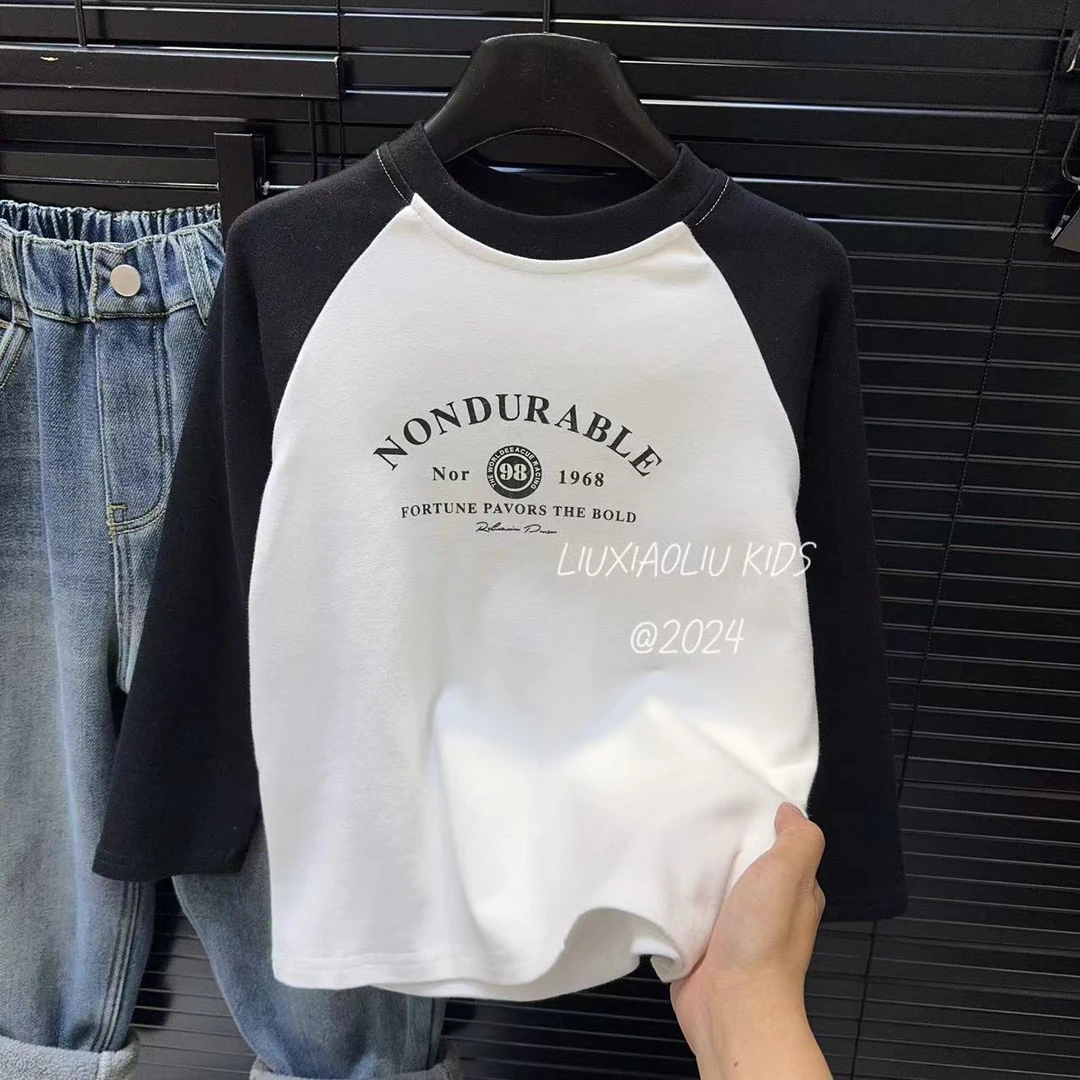 NONDURABLE
Nor 98 1968
FORTUNE PAVORS THE BOLD
LIUXIAOLIU KIDS
@2024